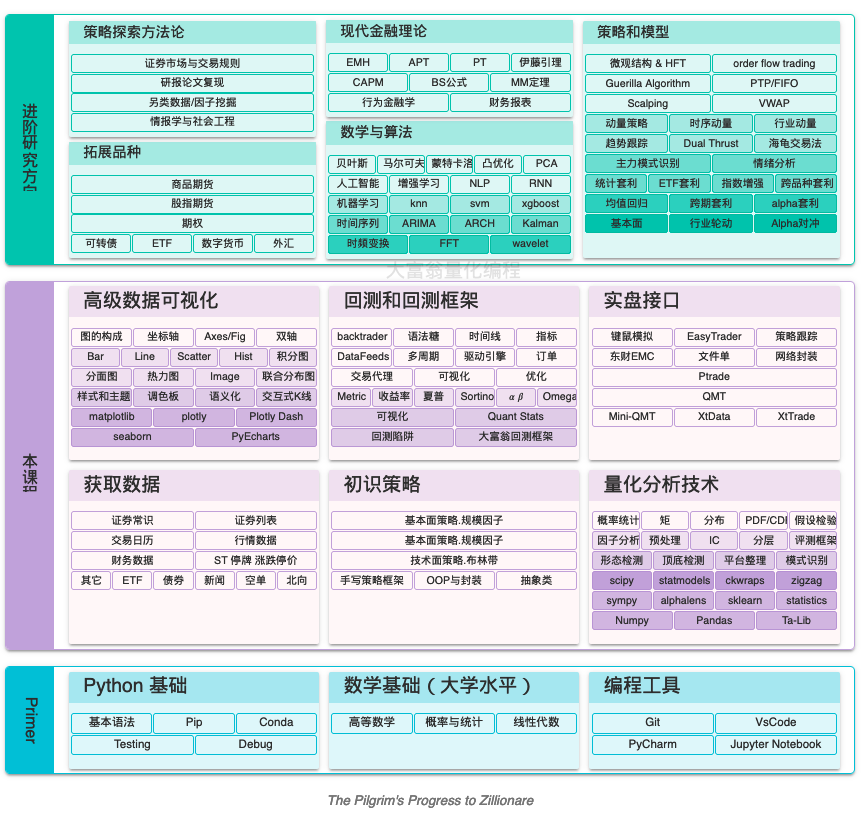 进阶研究方向
策略探索方法论
证券市场与交易规则
研报论文复现
另类数据/因子挖掘
情报学与社会工程
拓展品种
商品期货
股指期货
期权
可转债 ETF 数字货币 外汇
现代金融理论
EMH APT PT 伊藤引理
CAPM BS公式 MM定理
行为金融学 财务报表
数学与算法
贝叶斯 马尔可夫 蒙特卡洛 凸优化 PCA
人工智能 增强学习 NLP RNN
机器学习 knn svm xgboost
时间序列 ARIMA ARCH Kalman
时频变换 FFT wavelet
策略和模型
微观结构 & HFT order flow trading
Guerilla Algorithm PTP/FIFO
Scalping VWAP
动量策略 时序动量 行业动量
趋势跟踪 Dual Thrust 海龟交易法
主力模式识别 情绪分析
统计套利 ETF套利 指数增强 跨品种套利
均值回归 跨期套利 alpha套利
基本面 行业轮动 Alpha对冲
大富翁量化编程
本课程
高级数据可视化
图的构成 坐标轴 Axes/Fig 双轴
Bar Line Scatter Hist 积分图
分面图 热力图 Image 联合分布图
样式和主题 调色板 语义化 交互式K线
matplotlib plotly Plotly Dash
seaborn PyEcharts
回测和回测框架
backtrader 语法糖 时间线 指标
DataFeeds 多周期 驱动引擎 订单
交易代理 可视化 优化
Metric 收益率 夏普 Sortino α β Omega
可视化 Quant Stats
回测陷阱 大富翁回测框架
实盘接口
键鼠模拟 EasyTrader 策略跟踪
东财EMC 文件单 网络封装
Ptrade
QMT
Mini-QMT XtData XtTrade
获取数据
证券常识 证券列表
交易日历 行情数据
财务数据 ST 停牌 涨跌停价
其它 ETF 债券 新闻 空单 北向
初识策略
基本面策略.规模因子
基本面策略.规模因子
技术面策略.布林带
手写策略框架 OOP与封装 抽象类
量化分析技术
概率统计 矩 分布 PDF/CDF 假设检验
因子分析 预处理 IC 分层 评测框架
形态检测 顶底检测 平台整理 模式识别
scipy statmodels ckwraps zigzag
sympy alphalens sklearn statistics
Numpy Pandas Ta-Lib
Primer
Python 基础
基本语法 Pip Conda
Testing Debug
数学基础（大学水平）
高等数学 概率与统计 线性代数
编程工具
Git VsCode
PyCharm Jupyter Notebook
The Pilgrim's Progress to Zillionare